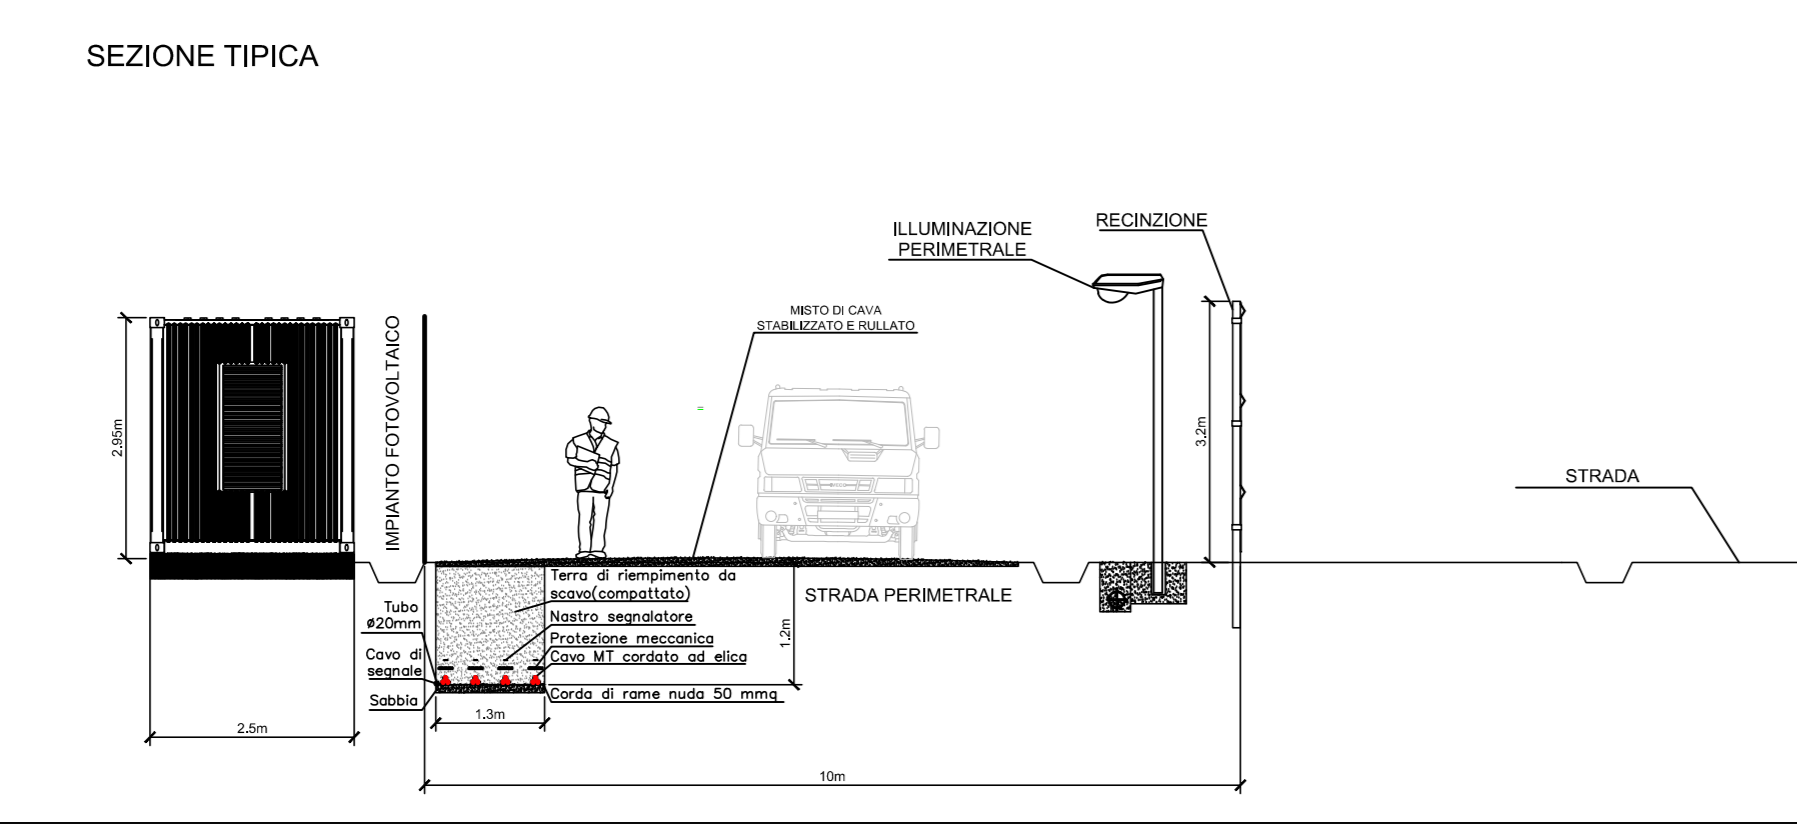 SEZIONE TIPICA
RECINZIONE
ILLUMINAZIONE
PERIMETRALE
MISTO DI CAVA
STABILIZZATO E RULLATO
IMPIANTO FOTOVOLTAICO
2.95m
3.2m
STRADA
IVECO
Terra di riempimento da
scavo(compattato)
STRADA PERIMETRALE
Tubo
ø20mm
Nastro segnalatore
1.2m
Protezione meccanica
Cavo di
segnale
Cavo MT cordato ad elica
Sabbia
Corda di rame nuda 50 mmq
1.3m
2.5m
10m